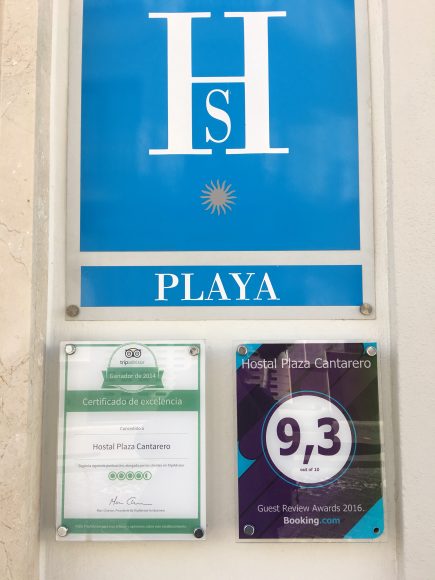 H
S
PLAYA
tripadvisor
Ganador de 2014
Certificado de excelencia
Concedido a
Hostal Plaza Cantarero
Hostal Plaza Cantarero
9,3
out of 10
Guest Review Awards 2016.
Booking.com